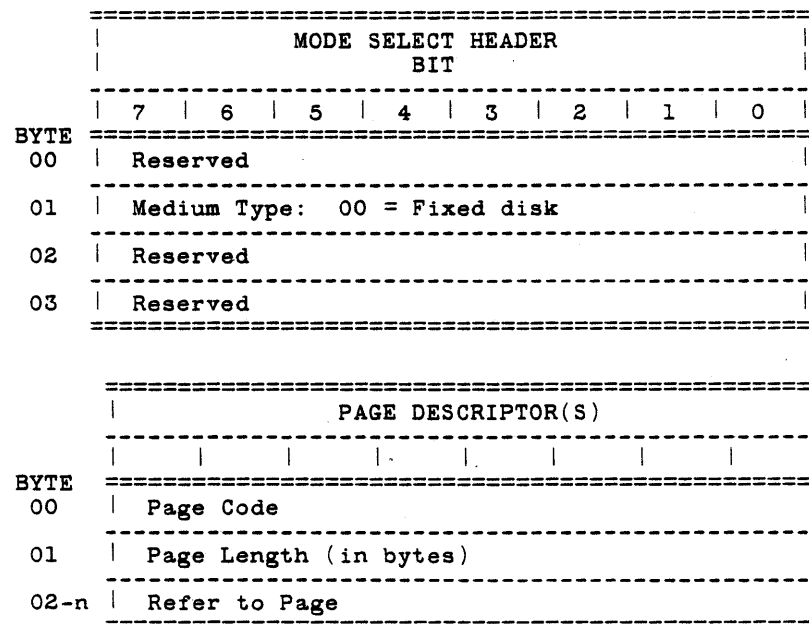 MODE SELECT HEADER
BIT
| 7 | 6 | 5 | 4 | 3 | 2 | 1 | 0 |
BYTE
00 | Reserved |
01 | Medium Type: 00 = Fixed disk |
02 | Reserved |
03 | Reserved |
PAGE DESCRIPTOR(S)
BYTE
00 | Page Code
01 | Page Length (in bytes)
02-n | Refer to Page